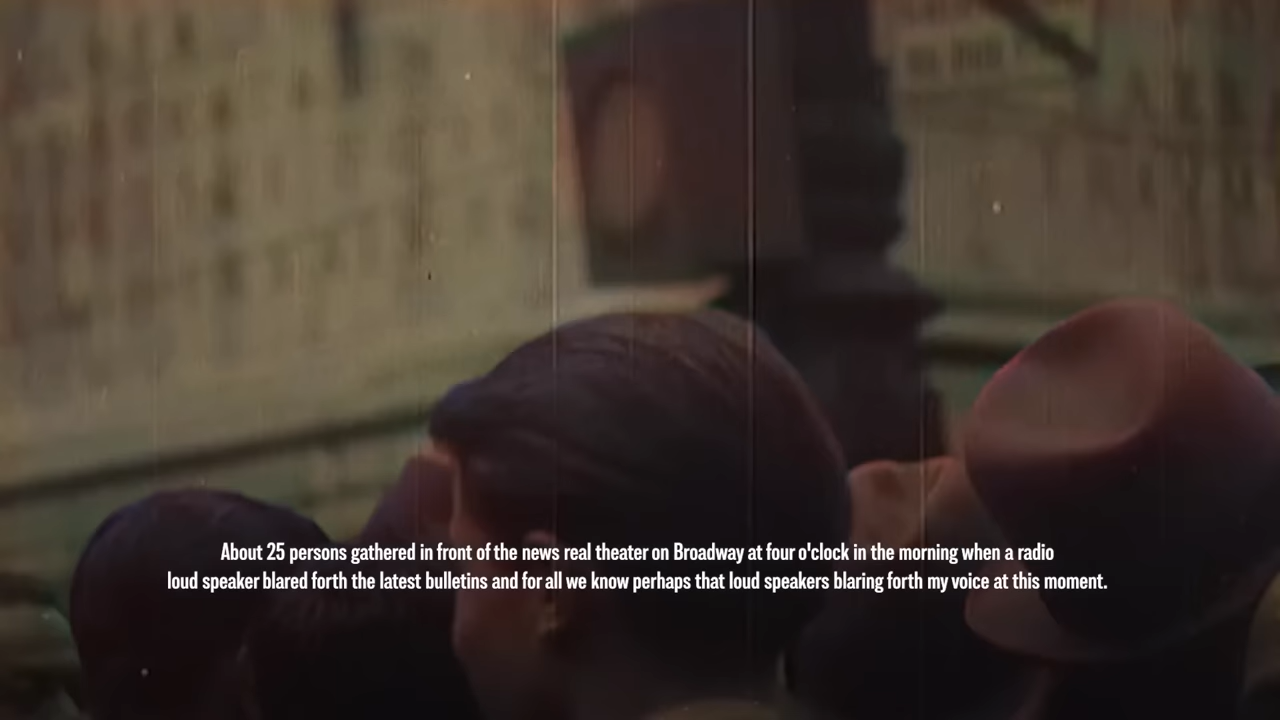 About 25 persons gathered in front of the news real theater on Broadway at four o'clock in the morning when a radio
loud speaker blared forth the latest bulletins and for all we know perhaps that loud speakers blaring forth my voice at this moment.